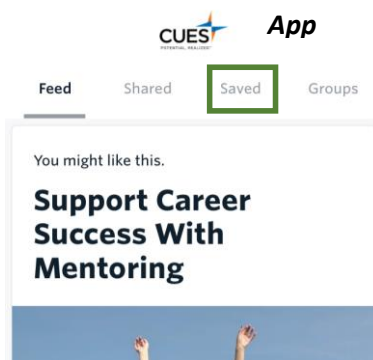 CUES App
POTENTIAL, REALIZED.
Feed Shared Saved Groups
You might like this.
Support Career
Success With
Mentoring